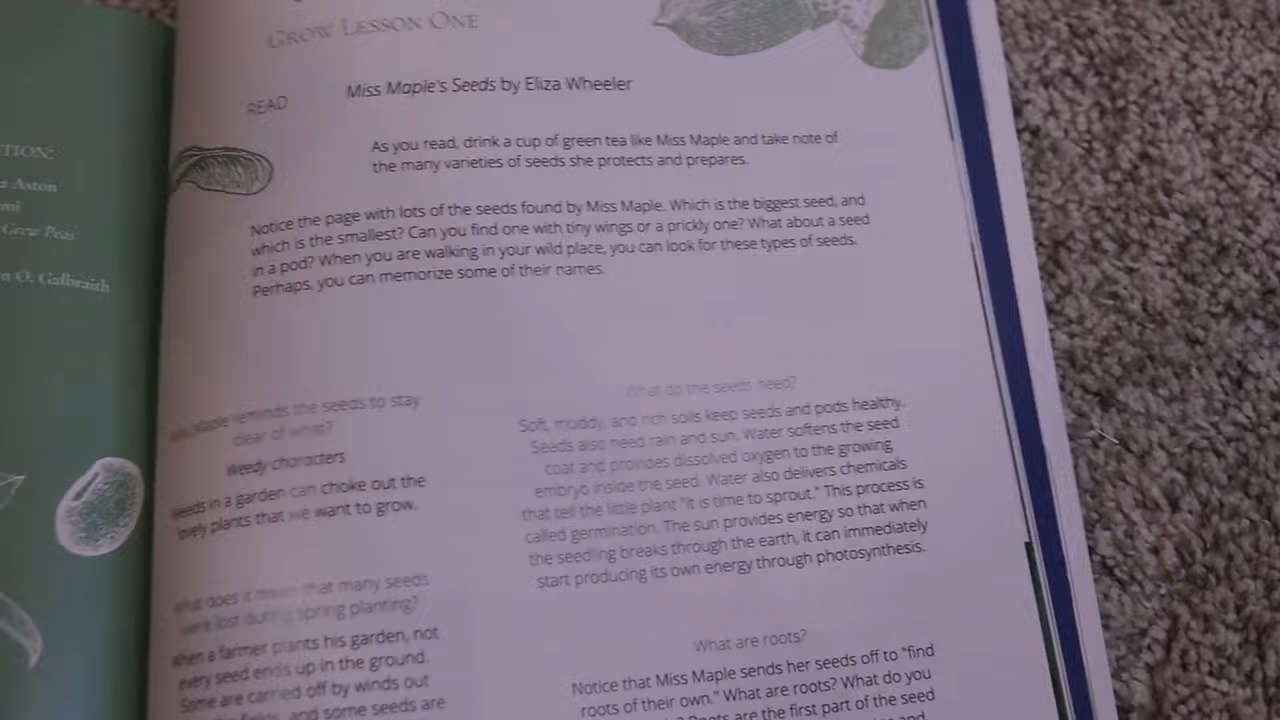 TION:
Aston
Grow Peas
n O. Galbraith
GROW LESSON ONE
READ
Miss Maple's Seeds by Eliza Wheeler
As you read, drink a cup of green tea like Miss Maple and take note of
the many varieties of seeds she protects and prepares.
Notice the page with lots of the seeds found by Miss Maple. Which is the biggest seed, and
which is the smallest? Can you find one with tiny wings or a prickly one? What about a seed
in a pod? When you are walking in your wild place, you can look for these types of seeds.
Perhaps, you can memorize some of their names.
Maple reminds the seeds to stay
clear of what?
Weedy characters
Weeds in a garden can choke out the
lovely plants that we want to grow.
What does it mean that many seeds
were lost during spring planting?
When a farmer plants his garden, not
every seed ends up in the ground.
Some are carried off by winds out
fields, and some seeds are
What do the seeds need?
Soft, muddy, and rich soils keep seeds and pods healthy.
Seeds also need rain and sun. Water softens the seed
coat and provides dissolved oxygen to the growing
embryo inside the seed. Water also delivers chemicals
that tell the little plant "it is time to sprout." This process is
called germination. The sun provides energy so that when
the seedling breaks through the earth, it can immediately
start producing its own energy through photosynthesis.
What are roots?
Notice that Miss Maple sends her seeds off to "find
roots of their own." What are roots? What do you
Roots are the first part of the seed
and